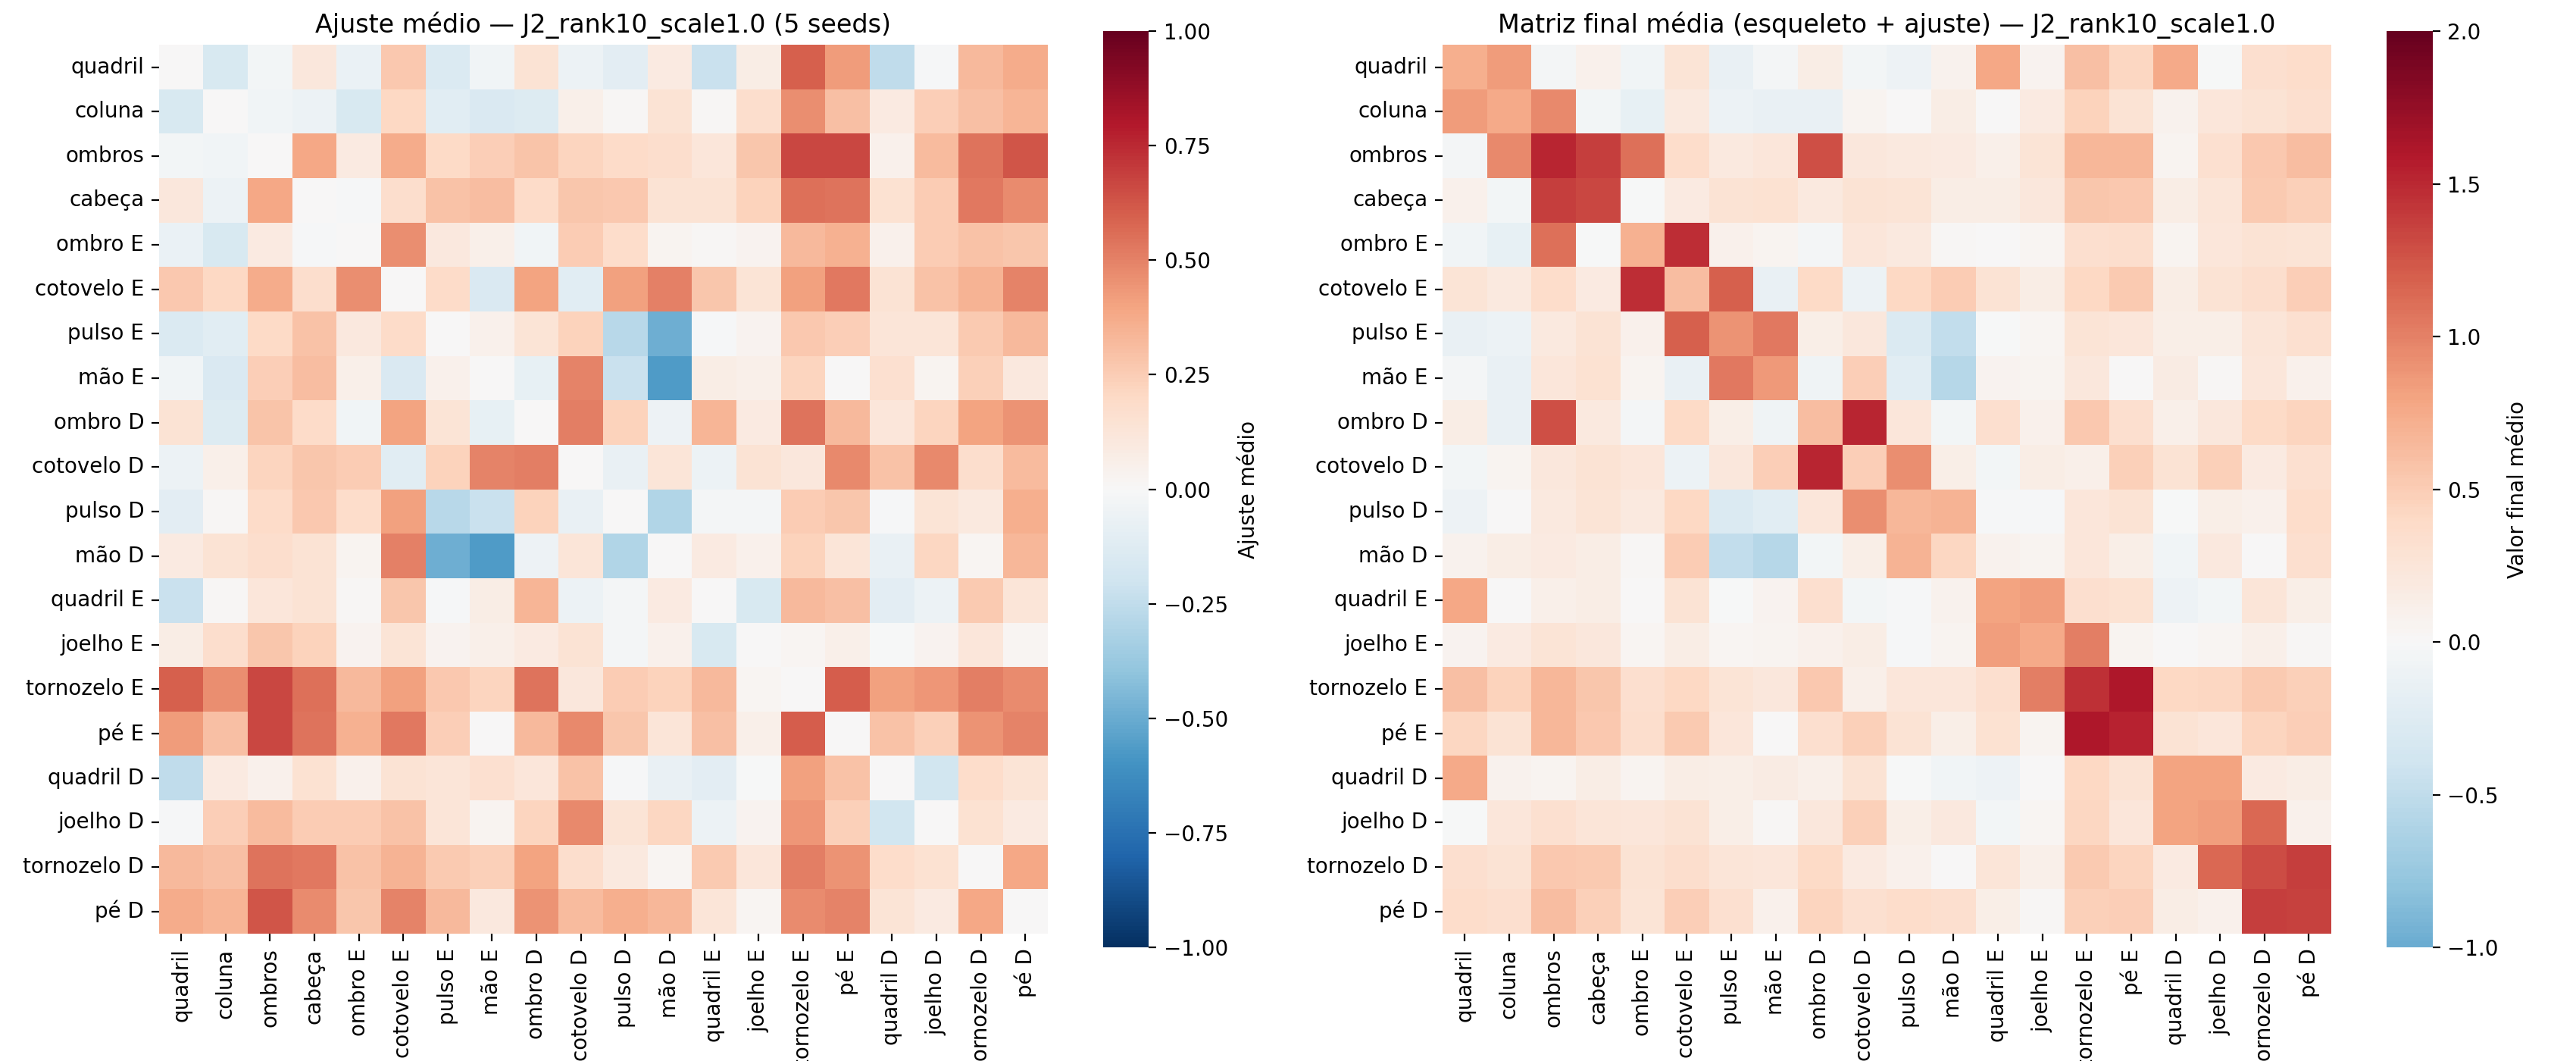 Ajuste médio — J2_rank10_scale1.0 (5 seeds)
quadril
coluna
ombros
cabeça
ombro E
cotovelo E
pulso E
mão E
ombro D
cotovelo D
pulso D
mão D
quadril E
joelho E
tornozelo E
pé E
quadril D
joelho D
tornozelo D
pé D
quadril
coluna
ombros
cabeça
ombro E
cotovelo E
pulso E
mão E
ombro D
cotovelo D
pulso D
mão D
quadril E
joelho E
ornozelo E
pé E
quadril D
joelho D
ornozelo D
pé D
1.00
0.75
0.50
0.25
0.00
−0.25
−0.50
−0.75
−1.00
Ajuste médio
Matriz final média (esqueleto + ajuste) — J2_rank10_scale1.0
quadril
coluna
ombros
cabeça
ombro E
cotovelo E
pulso E
mão E
ombro D
cotovelo D
pulso D
mão D
quadril E
joelho E
tornozelo E
pé E
quadril D
joelho D
tornozelo D
pé D
quadril
coluna
ombros
cabeça
ombro E
cotovelo E
pulso E
mão E
ombro D
cotovelo D
pulso D
mão D
quadril E
joelho E
ornozelo E
pé E
quadril D
joelho D
ornozelo D
pé D
2.0
1.5
1.0
0.5
0.0
−0.5
−1.0
Valor final médio